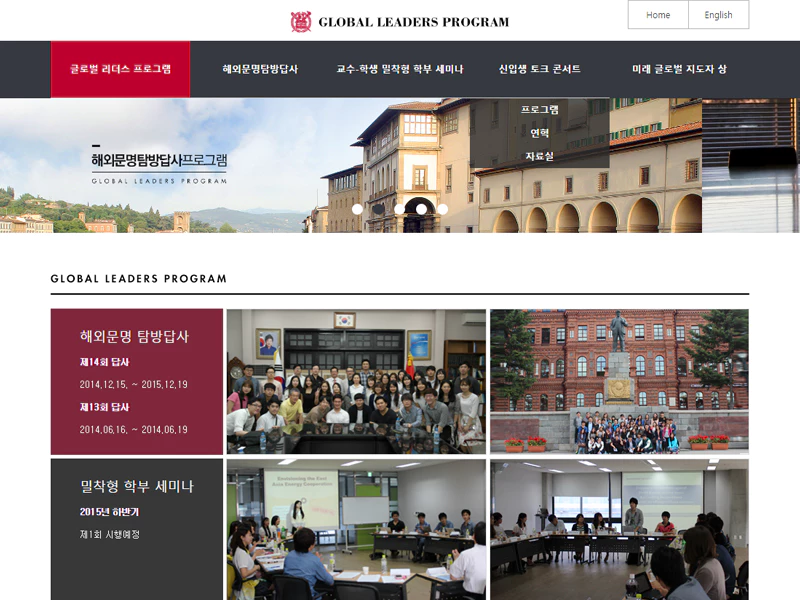 GLOBAL LEADERS PROGRAM
Home
English
글로벌 리더스 프로그램
해외문명탐방답사
교수-학생 밀착형 학부 세미나
신입생 토크 콘서트
미래 글로벌 지도자 상
프로그램
연혁
자료실
해외문명탐방답사프로그램
GLOBAL LEADERS PROGRAM
GLOBAL LEADERS PROGRAM
해외문명 탐방답사
제14회 답사
2014.12.15. ~ 2015.12.19
제13회 답사
2014.06.16. ~ 2014.06.19
밀착형 학부 세미나
2015년 하반기
제1회 시행예정
Envisioning the East
Asia Energy Cooperation